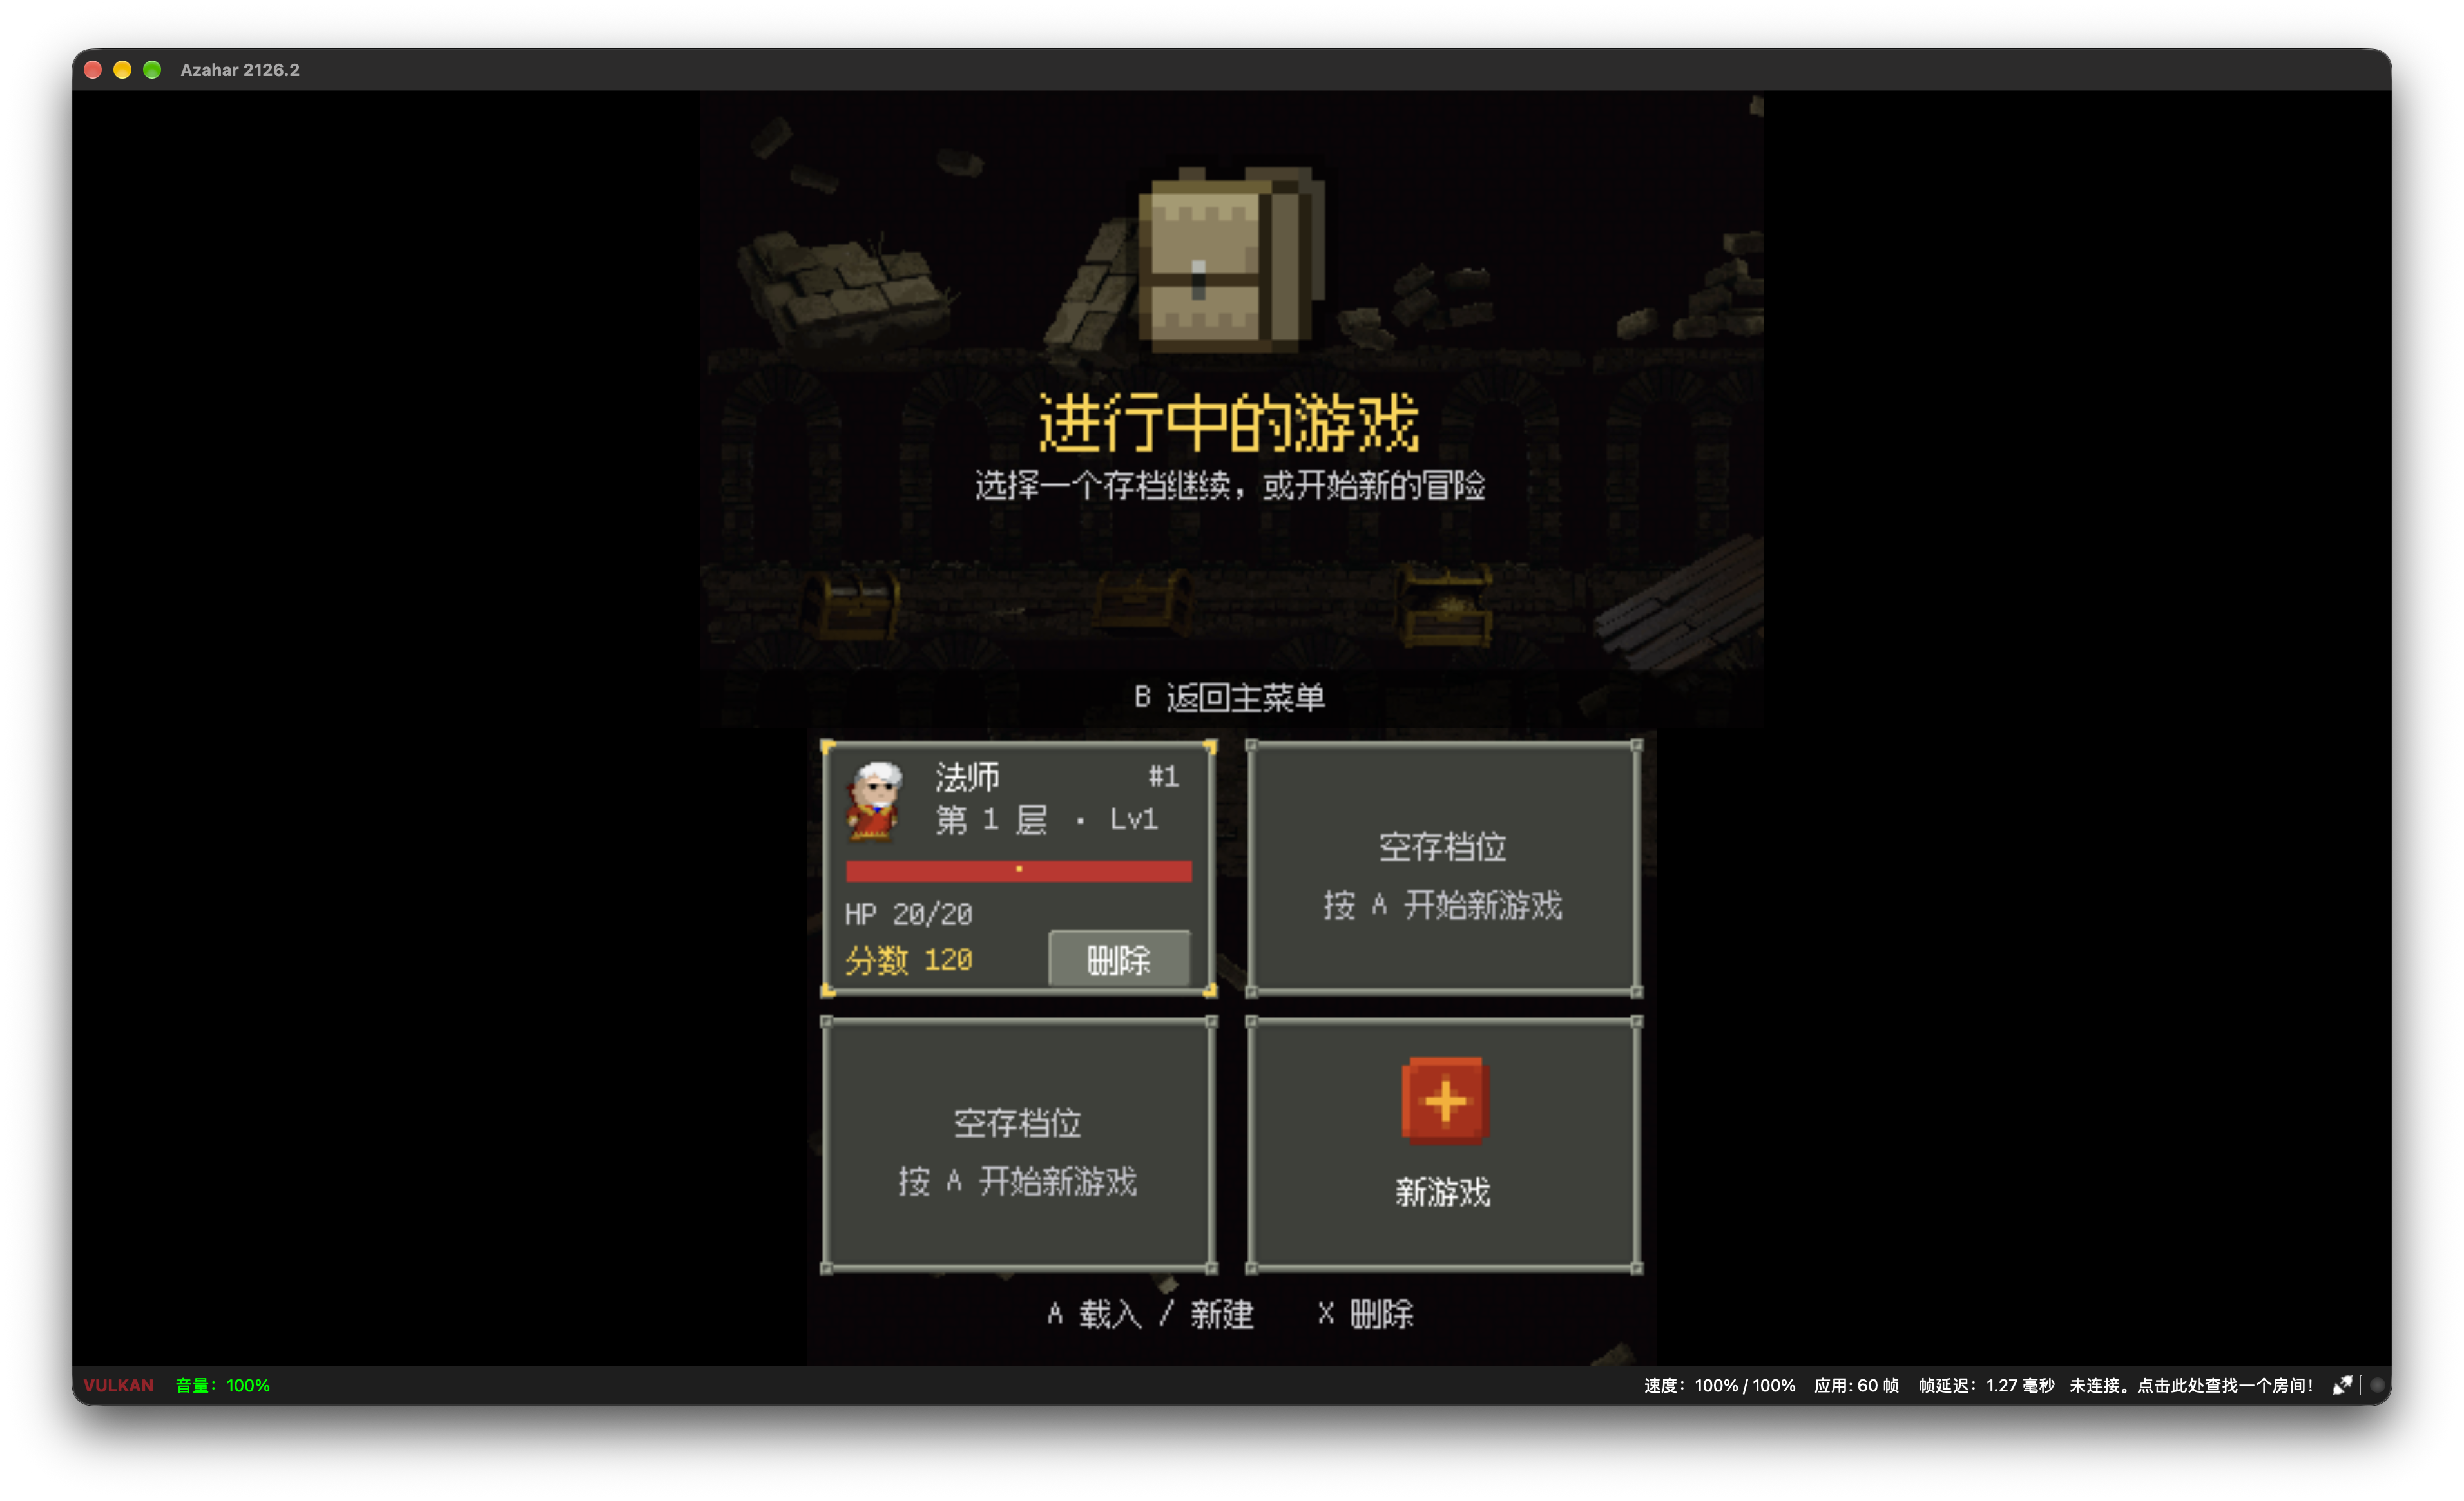 Azahar 2126.2
进行中的游戏
选择一个存档继续，或开始新的冒险
B 返回主菜单
法师 #1
第 1 层 · Lv1
HP 20/20
分数 120 删除
空存档位
按 A 开始新游戏
空存档位
按 A 开始新游戏
新游戏
A 载入 / 新建 X 删除
VULKAN 音量：100% 速度：100% / 100% 应用: 60 帧 帧延迟：1.27 毫秒 未连接。点击此处查找一个房间！